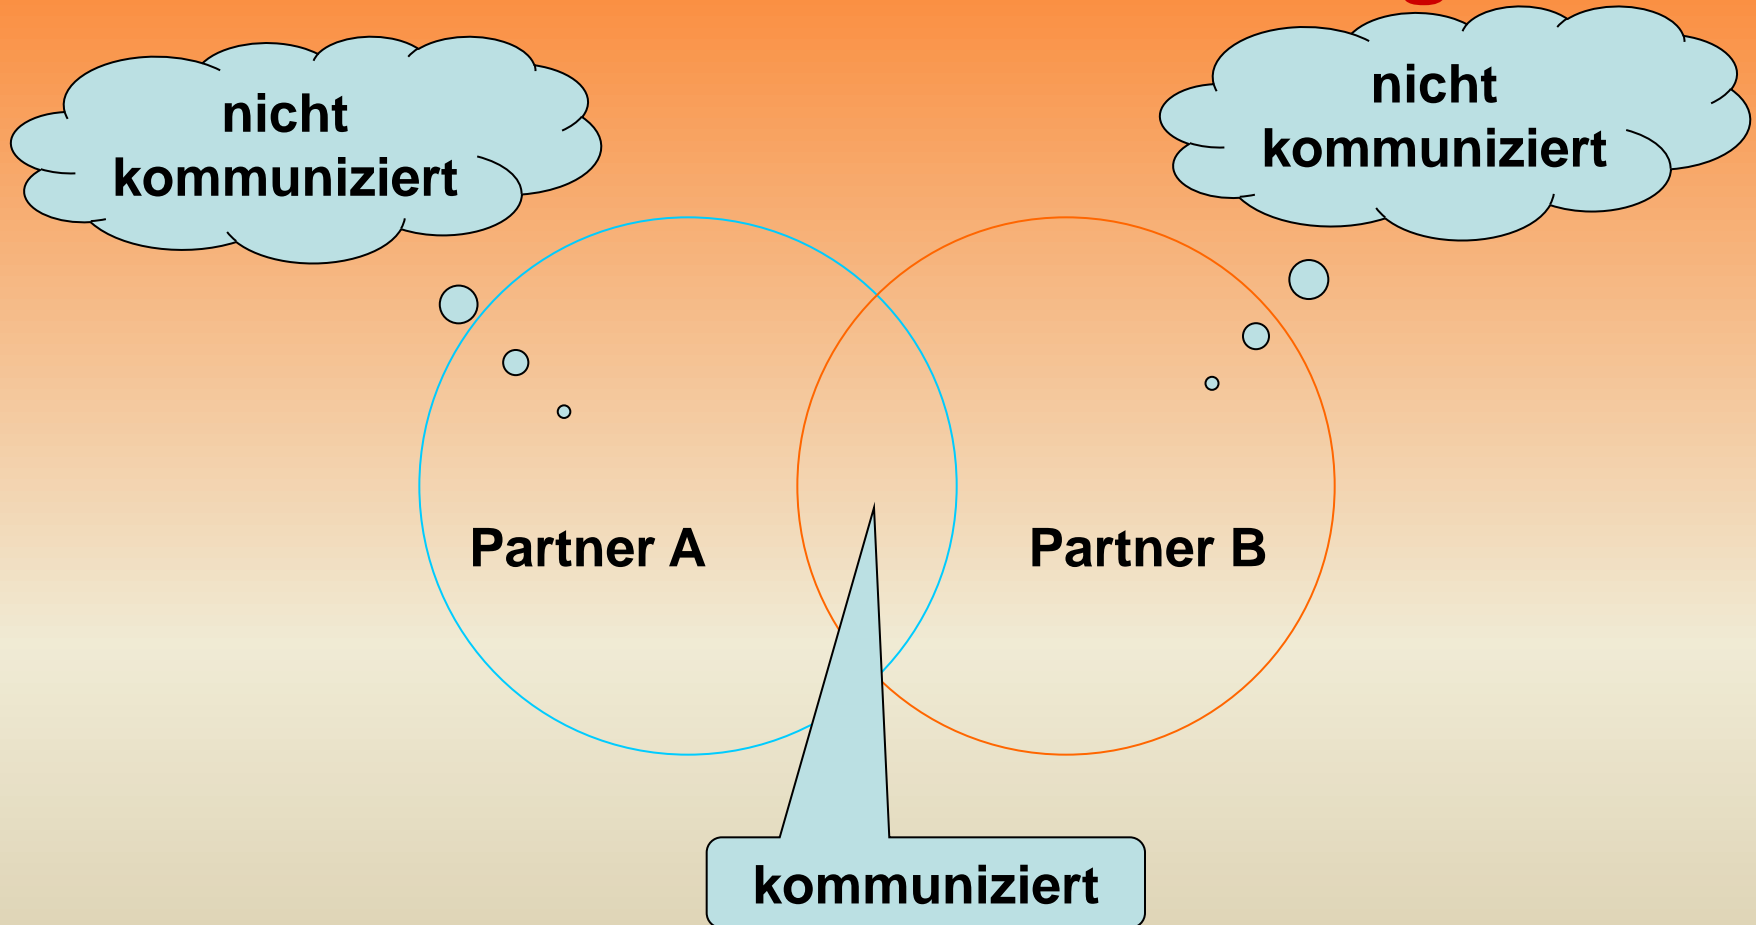 nicht
kommuniziert
nicht
kommuniziert
Partner A
Partner B
kommuniziert